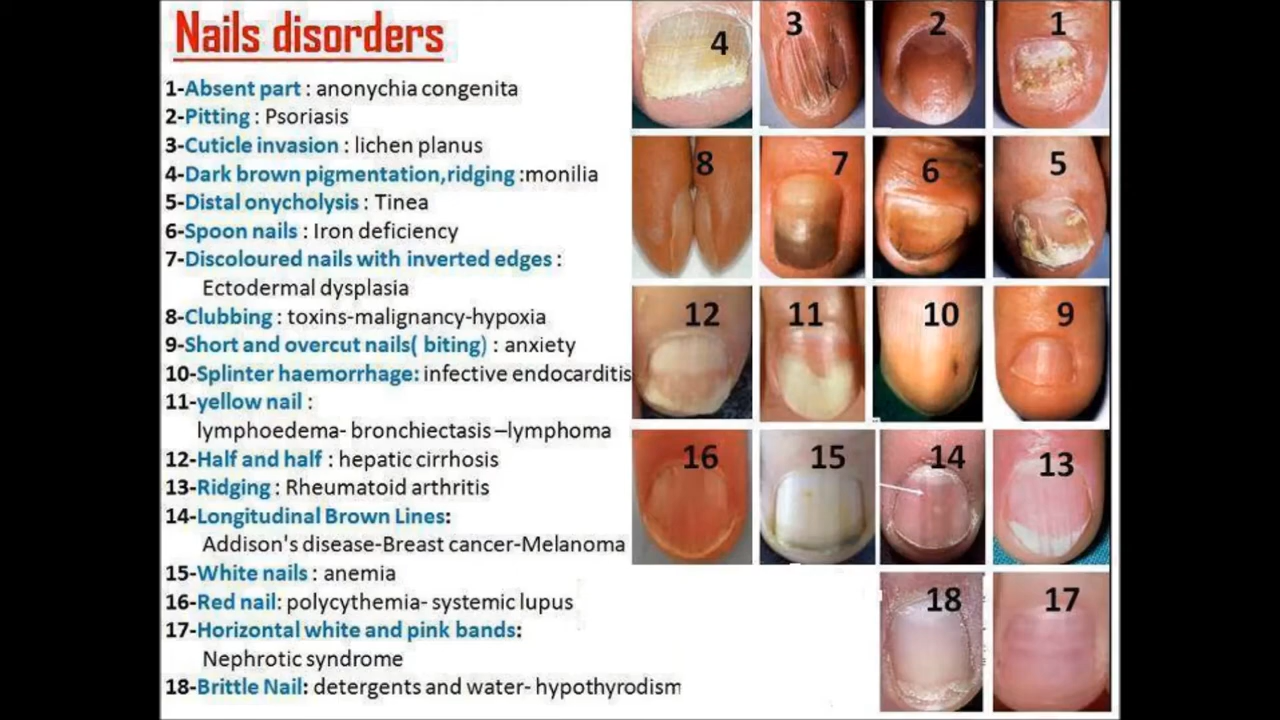 Nails disorders
1-Absent part : anonychia congenita
2-Pitting : Psoriasis
3-Cuticle invasion : lichen planus
4-Dark brown pigmentation,ridging :monilia
5-Distal onycholysis : Tinea
6-Spoon nails : Iron deficiency
7-Discoloured nails with inverted edges :
Ectodermal dysplasia
8-Clubbing : toxins-malignancy-hypoxia
9-Short and overcut nails( biting) : anxiety
10-Splinter haemorrhage: infective endocarditis
11-yellow nail :
lymphoedema- bronchiectasis –lymphoma
12-Half and half : hepatic cirrhosis
13-Ridging : Rheumatoid arthritis
14-Longitudinal Brown Lines:
Addison's disease-Breast cancer-Melanoma
15-White nails : anemia
16-Red nail: polycythemia- systemic lupus
17-Horizontal white and pink bands:
Nephrotic syndrome
18-Brittle Nail: detergents and water- hypothyrodism
4 3 2 1
8 7 6 5
12 11 10 9
16 15 14 13
18 17